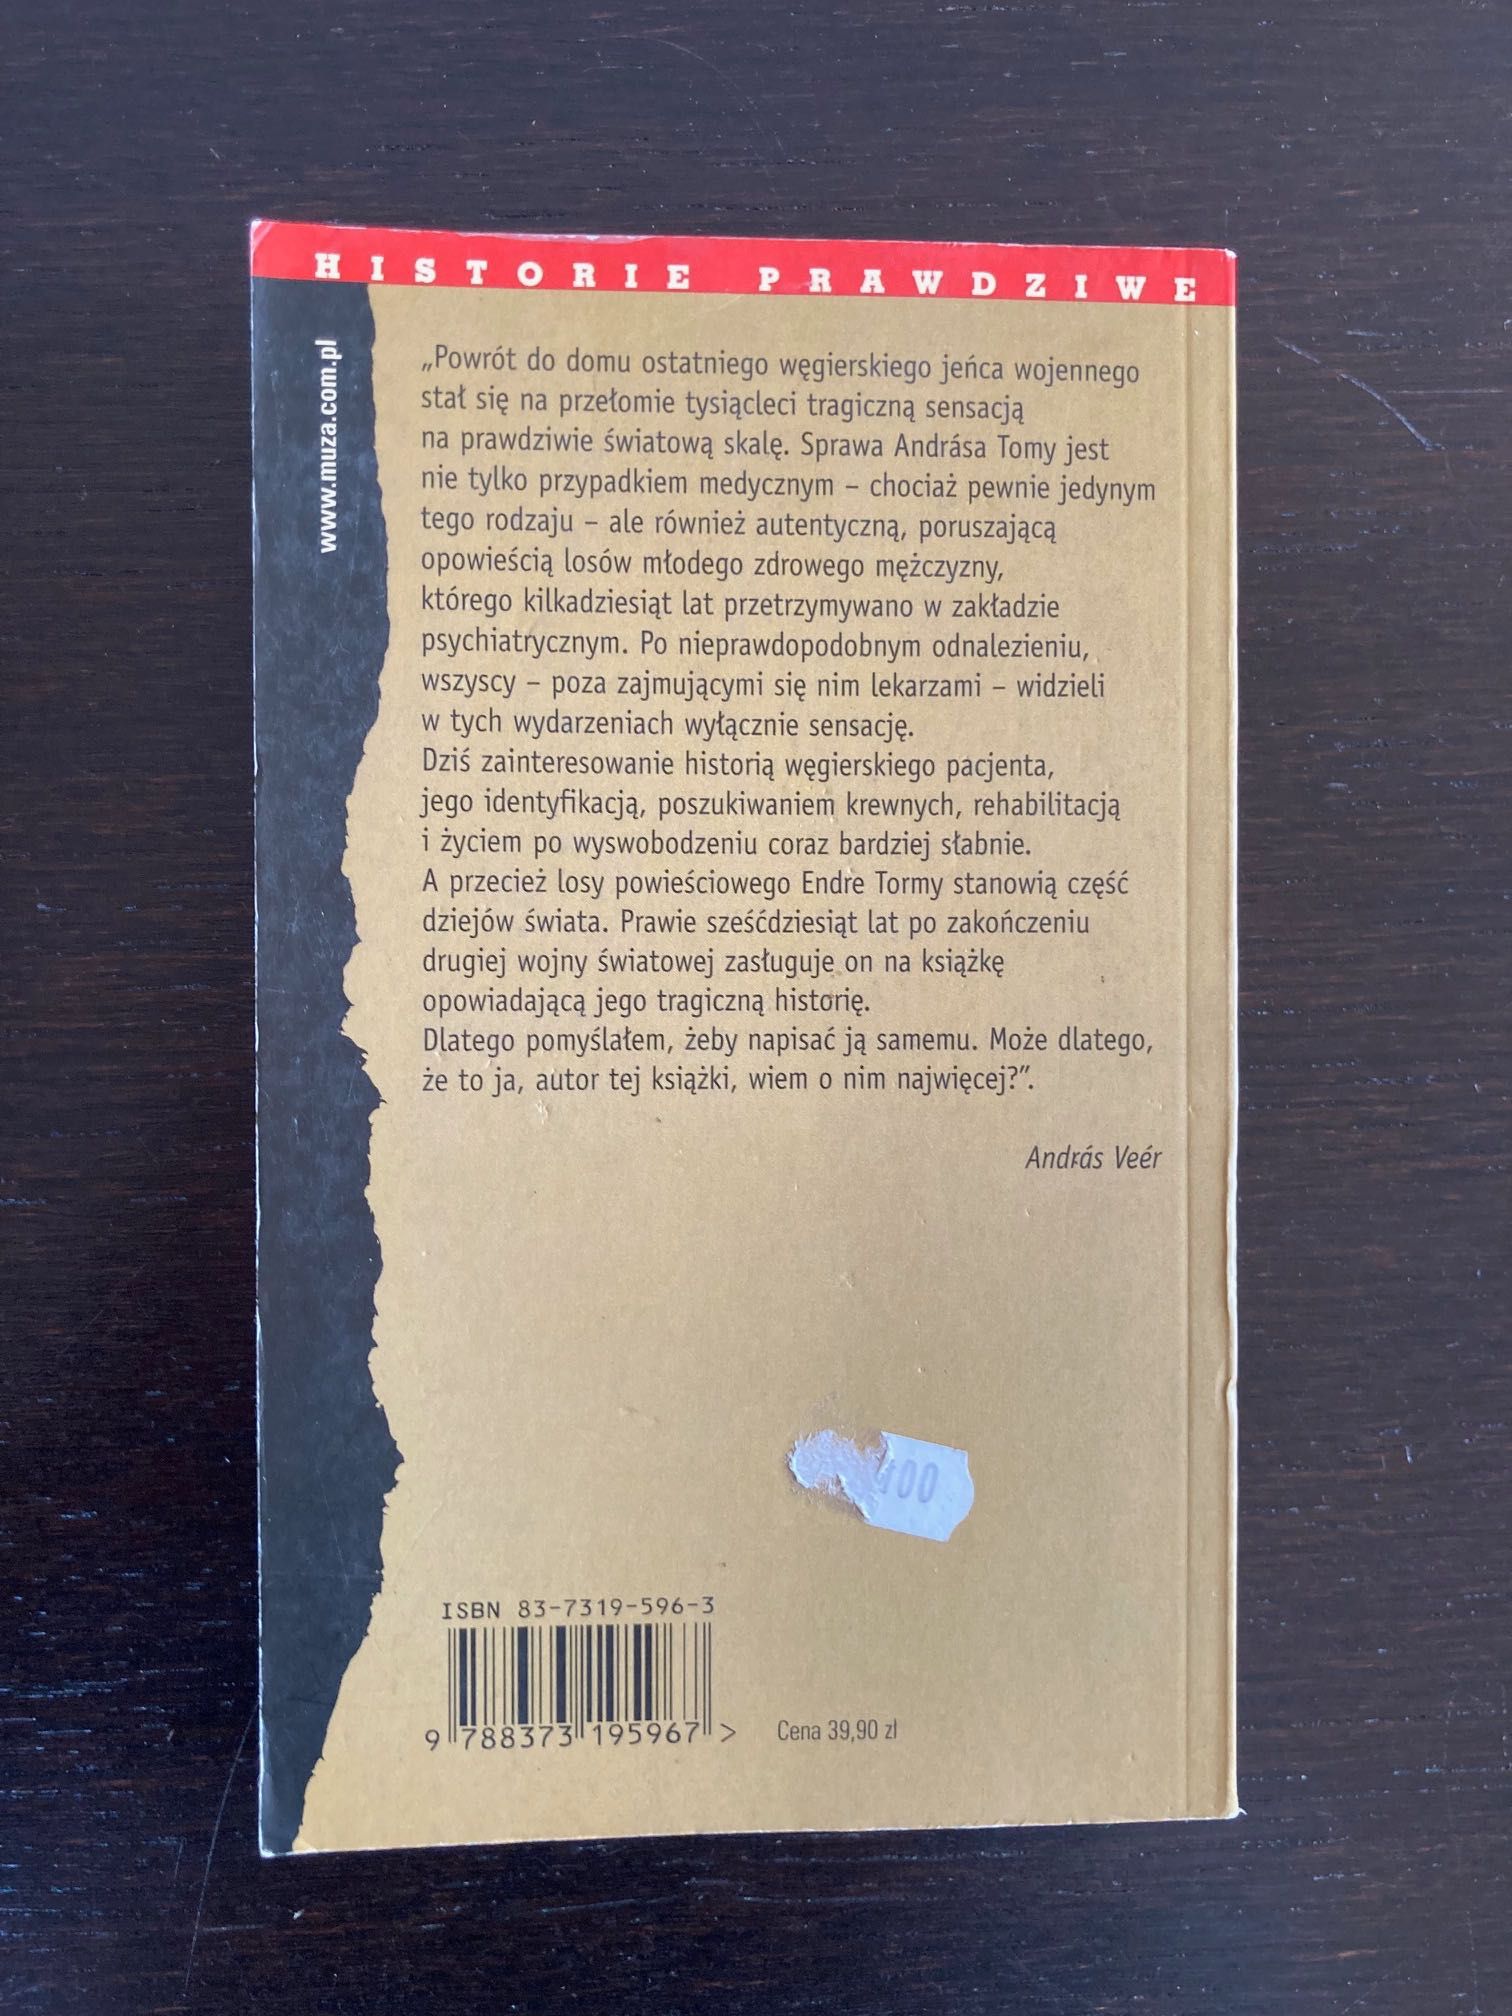 HISTORIE PRAWDZIWE
www.muza.com.pl
„Powrót do domu ostatniego węgierskiego jeńca wojennego
stał się na przełomie tysiącleci tragiczną sensacją
na prawdziwie światową skalę. Sprawa Andrása Tomy jest
nie tylko przypadkiem medycznym – chociaż pewnie jedynym
tego rodzaju – ale również autentyczną, poruszającą
opowieścią losów młodego zdrowego mężczyzny,
którego kilkadziesiąt lat przetrzymywano w zakładzie
psychiatrycznym. Po nieprawdopodobnym odnalezieniu,
wszyscy – poza zajmującymi się nim lekarzami – widzieli
w tych wydarzeniach wyłącznie sensację.
Dziś zainteresowanie historią węgierskiego pacjenta,
jego identyfikacją, poszukiwaniem krewnych, rehabilitacją
i życiem po wyswobodzeniu coraz bardziej słabnie.
A przecież losy powieściowego Endre Tormy stanowią część
dziejów świata. Prawie sześćdziesiąt lat po zakończeniu
drugiej wojny światowej zasługuje on na książkę
opowiadającą jego tragiczną historię.
Dlatego pomyślałem, żeby napisać ją samemu. Może dlatego,
że to ja, autor tej książki, wiem o nim najwięcej?”.
András Veér
00
ISBN 83-7319-596-3
9 788373 195967 >
Cena 39,90 zł